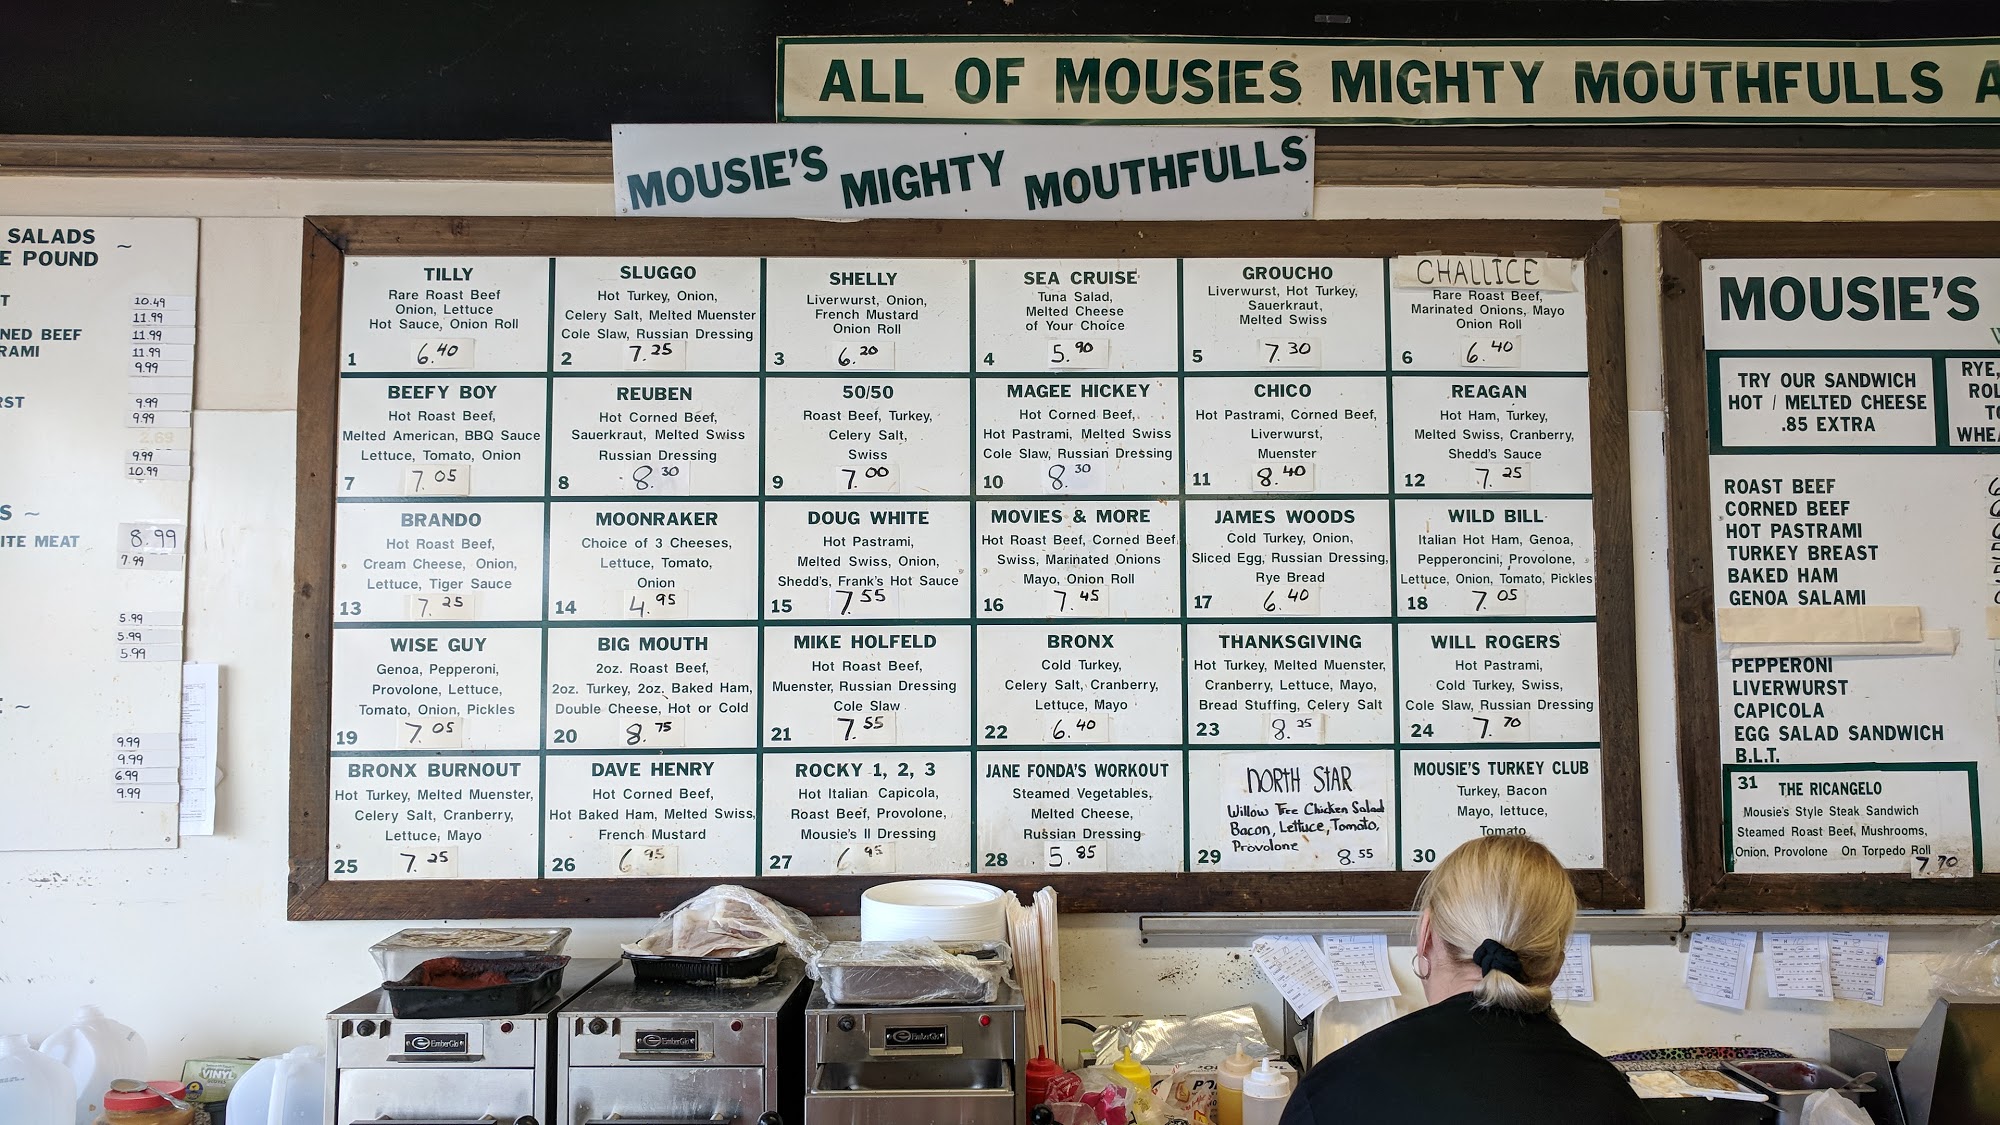 ALL OF MOUSIES MIGHTY MOUTHFULLS A
MOUSIE'S MIGHTY MOUTHFULLS
SALADS ~
E POUND
T 10.49
11.99
NED BEEF 11.99
RAMI 11.99
9.99
RST 9.99
9.99
2.69
9.99
10.99
S ~
ITE MEAT 8.99
7.99
5.99
5.99
5.99
~
9.99
9.99
6.99
9.99
TILLY
Rare Roast Beef
Onion, Lettuce
Hot Sauce, Onion Roll
1 6.40
SLUGGO
Hot Turkey, Onion,
Celery Salt, Melted Muenster
Cole Slaw, Russian Dressing
2 7.25
SHELLY
Liverwurst, Onion,
French Mustard
Onion Roll
3 6.20
SEA CRUISE
Tuna Salad,
Melted Cheese
of Your Choice
4 5.90
GROUCHO
Liverwurst, Hot Turkey,
Sauerkraut,
Melted Swiss
5 7.30
CHALLICE
Rare Roast Beef,
Marinated Onions, Mayo
Onion Roll
6 6.40
BEEFY BOY
Hot Roast Beef,
Melted American, BBQ Sauce
Lettuce, Tomato, Onion
7 7.05
REUBEN
Hot Corned Beef,
Sauerkraut, Melted Swiss
Russian Dressing
8 8.30
50/50
Roast Beef, Turkey,
Celery Salt,
Swiss
9 7.00
MAGEE HICKEY
Hot Corned Beef,
Hot Pastrami, Melted Swiss
Cole Slaw, Russian Dressing
10 8.30
CHICO
Hot Pastrami, Corned Beef,
Liverwurst,
Muenster
11 8.40
REAGAN
Hot Ham, Turkey,
Melted Swiss, Cranberry,
Shedd's Sauce
12 7.25
BRANDO
Hot Roast Beef,
Cream Cheese, Onion,
Lettuce, Tiger Sauce
13 7.25
MOONRAKER
Choice of 3 Cheeses,
Lettuce, Tomato,
Onion
14 4.95
DOUG WHITE
Hot Pastrami,
Melted Swiss, Onion,
Shedd's, Frank's Hot Sauce
15 7.55
MOVIES & MORE
Hot Roast Beef, Corned Beef
Swiss, Marinated Onions
Mayo, Onion Roll
16 7.45
JAMES WOODS
Cold Turkey, Onion,
Sliced Egg, Russian Dressing,
Rye Bread
17 6.40
WILD BILL
Italian Hot Ham, Genoa,
Pepperoncini, Provolone,
Lettuce, Onion, Tomato, Pickles
18 7.05
WISE GUY
Genoa, Pepperoni,
Provolone, Lettuce,
Tomato, Onion, Pickles
19 7.05
BIG MOUTH
2oz. Roast Beef,
2oz. Turkey, 2oz. Baked Ham,
Double Cheese, Hot or Cold
20 8.75
MIKE HOLFELD
Hot Roast Beef,
Muenster, Russian Dressing
Cole Slaw
21 7.55
BRONX
Cold Turkey,
Celery Salt, Cranberry,
Lettuce, Mayo
22 6.40
THANKSGIVING
Hot Turkey, Melted Muenster,
Cranberry, Lettuce, Mayo,
Bread Stuffing, Celery Salt
23 8.25
WILL ROGERS
Hot Pastrami,
Cold Turkey, Swiss,
Cole Slaw, Russian Dressing
24 7.70
BRONX BURNOUT
Hot Turkey, Melted Muenster,
Celery Salt, Cranberry,
Lettuce, Mayo
25 7.25
DAVE HENRY
Hot Corned Beef,
Hot Baked Ham, Melted Swiss,
French Mustard
26 6.95
ROCKY 1, 2, 3
Hot Italian Capicola,
Roast Beef, Provolone,
Mousie's II Dressing
27 6.95
JANE FONDA'S WORKOUT
Steamed Vegetables,
Melted Cheese,
Russian Dressing
28 5.85
NORTH STAR
Willow Tree Chicken Salad
Bacon, Lettuce, Tomato,
Provolone
29 8.55
MOUSIE'S TURKEY CLUB
Turkey, Bacon
Mayo, lettuce,
Tomato
30
MOUSIE'S
TRY OUR SANDWICH
HOT / MELTED CHEESE
.85 EXTRA
RYE,
ROL
TO
WHEA
ROAST BEEF
CORNED BEEF
HOT PASTRAMI
TURKEY BREAST
BAKED HAM
GENOA SALAMI
PEPPERONI
LIVERWURST
CAPICOLA
EGG SALAD SANDWICH
B.L.T.
31 THE RICANGELO
Mousie's Style Steak Sandwich
Steamed Roast Beef, Mushrooms,
Onion, Provolone On Torpedo Roll
7.70
EmberGlo
EmberGlo
EmberGlo
VINYL